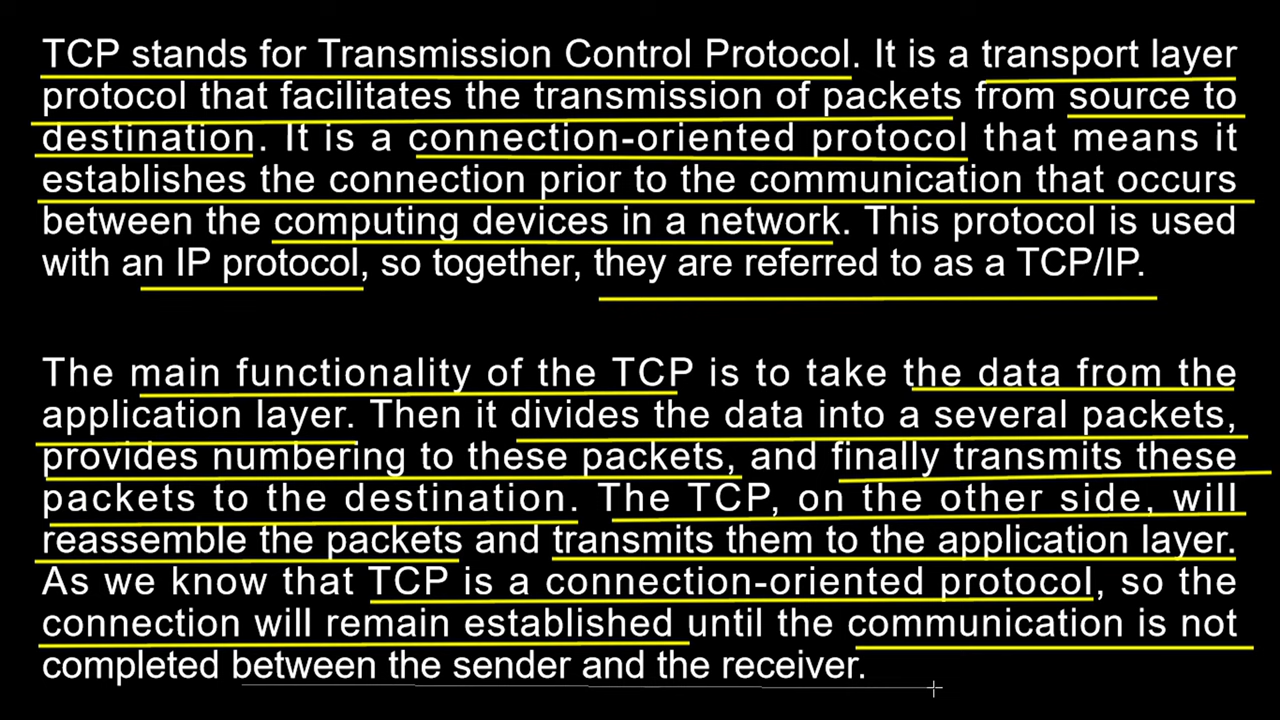 TCP stands for Transmission Control Protocol. It is a transport layer
protocol that facilitates the transmission of packets from source to
destination. It is a connection-oriented protocol that means it
establishes the connection prior to the communication that occurs
between the computing devices in a network. This protocol is used
with an IP protocol, so together, they are referred to as a TCP/IP.
The main functionality of the TCP is to take the data from the
application layer. Then it divides the data into a several packets,
provides numbering to these packets, and finally transmits these
packets to the destination. The TCP, on the other side, will
reassemble the packets and transmits them to the application layer.
As we know that TCP is a connection-oriented protocol, so the
connection will remain established until the communication is not
completed between the sender and the receiver.